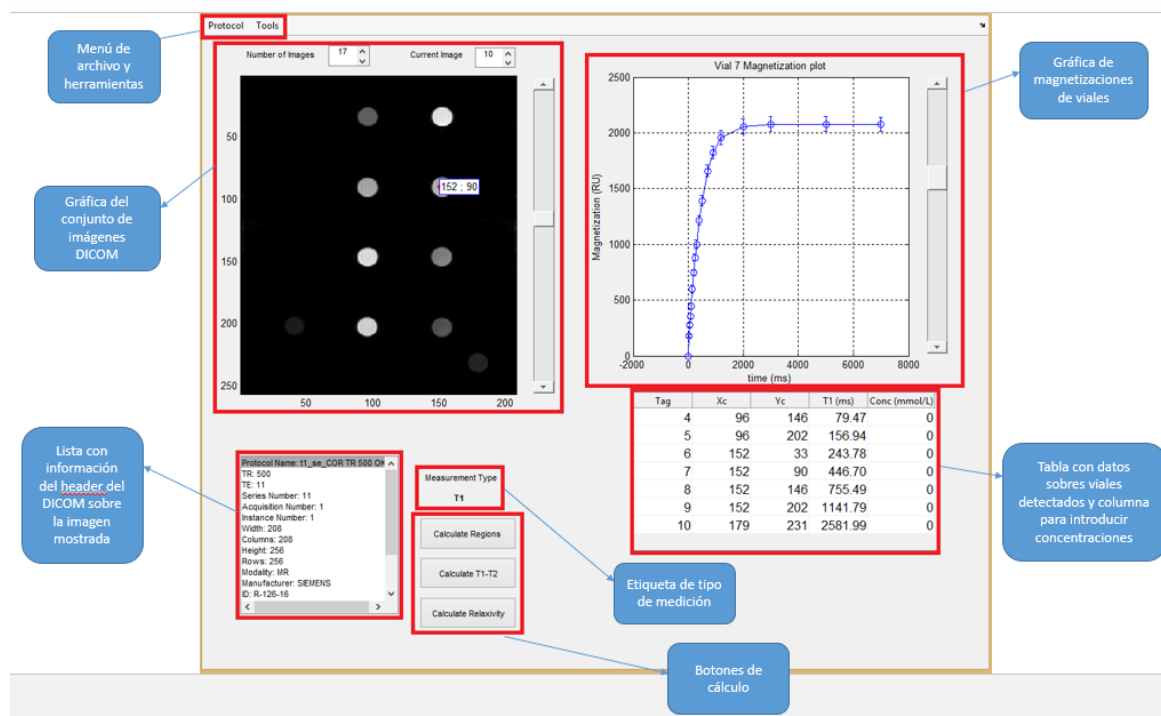 Protocol Tools
Menú de
archivo y
herramientas
Number of Images 17
Current Image 10
50
100
150
200
250
50 100 150 200
152 ; 90
Gráfica del
conjunto de
imágenes
DICOM
Vial 7 Magnetization plot
2500
2000
1500
1000
500
0
Magnetization (RU)
-2000 0 2000 4000 6000 8000
time (ms)
Gráfica de
magnetizaciones
de viales
Tag Xc Yc T1 (ms) Conc (mmol/L)
4 96 146 79.47 0
5 96 202 156.94 0
6 152 33 243.78 0
7 152 90 446.70 0
8 152 146 755.49 0
9 152 202 1141.79 0
10 179 231 2581.99 0
Tabla con datos
sobre viales
detectados y columna
para introducir
concentraciones
Lista con
información
del header del
DICOM sobre
la imagen
mostrada
Protocol Name: t1_se_COR TR 500 OK
TR: 500
TE: 11
Series Number: 11
Acquisition Number: 1
Instance Number: 1
Width: 208
Columns: 208
Height: 256
Rows: 256
Modality: MR
Manufacturer: SIEMENS
ID: R-126-16
Measurement Type
T1
Calculate Regions
Calculate T1-T2
Calculate Relaxivity
Etiqueta de tipo
de medición
Botones de
cálculo